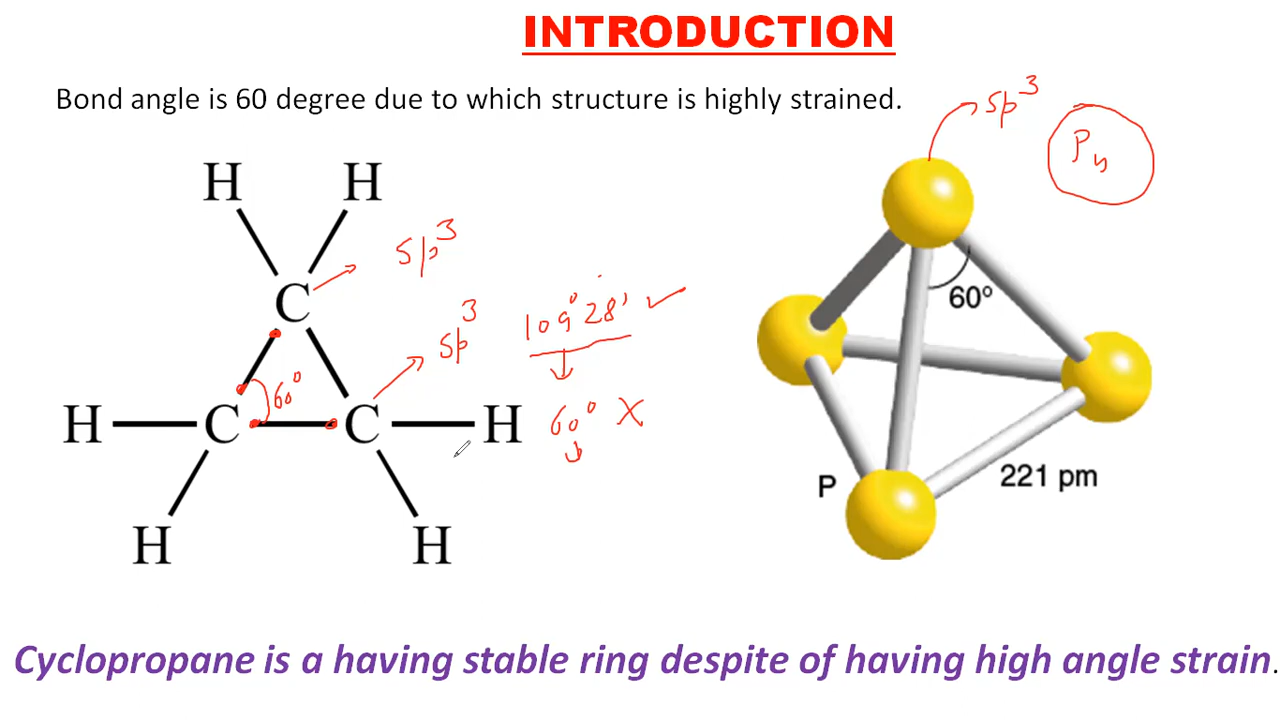 INTRODUCTION
Bond angle is 60 degree due to which structure is highly strained.
sp³
P₄
H H
C
sp³
sp³
109°28' ✓
60°
60°
H C C H
60° X
H H
P
221 pm
Cyclopropane is a having stable ring despite of having high angle strain.